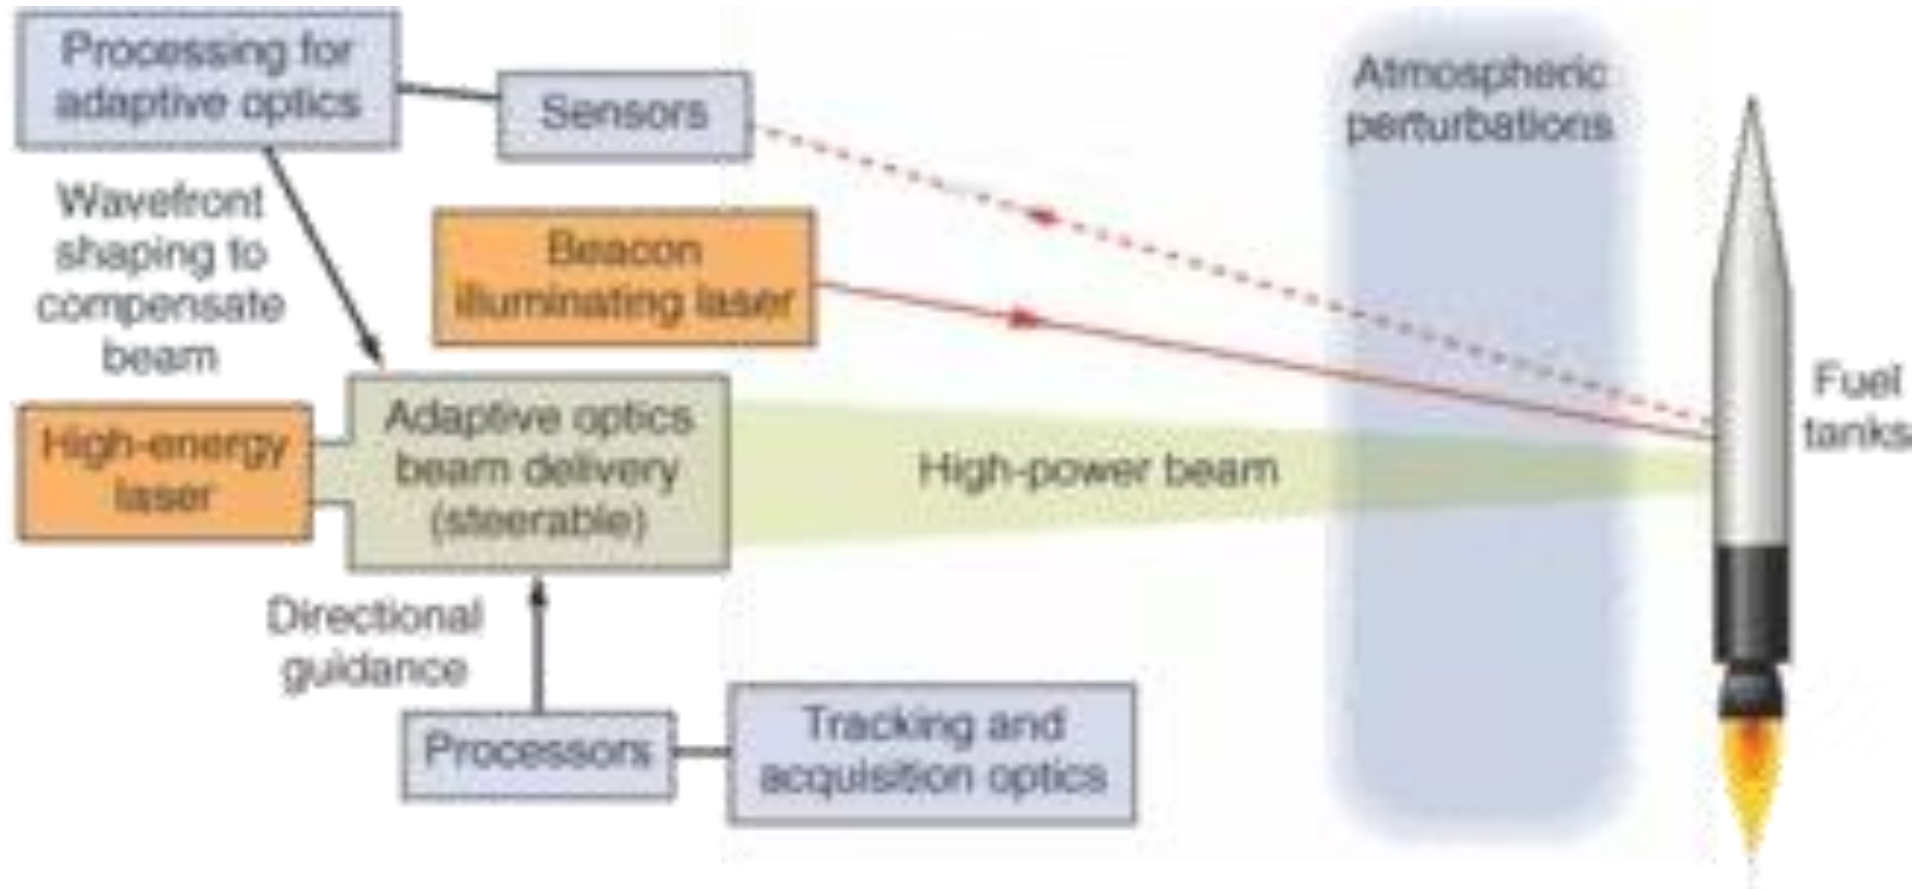 Processing for
adaptive optics
Sensors
Atmospheric
perturbations
Wavefront
shaping to
compensate
beam
Beacon
illuminating laser
High-energy
laser
Adaptive optics
beam delivery
(steerable)
High-power beam
Fuel
tanks
Directional
guidance
Processors
Tracking and
acquisition optics